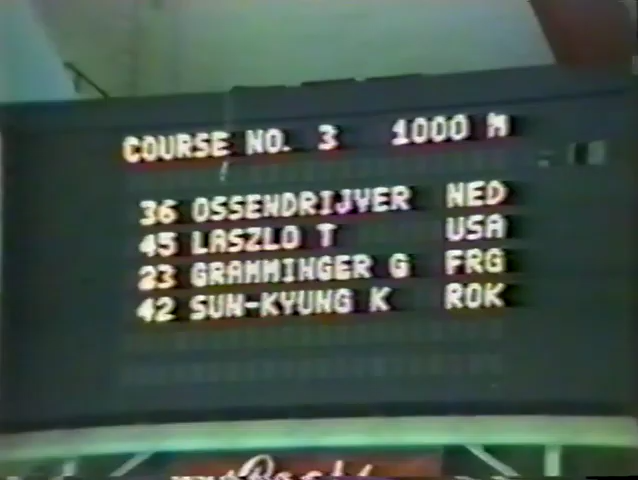 COURSE NO. 3 1000 M
36 OSSENDRIJVER NED
45 LASZLO T USA
23 GRAMMINGER G FRG
42 SUN-KYUNG K ROK